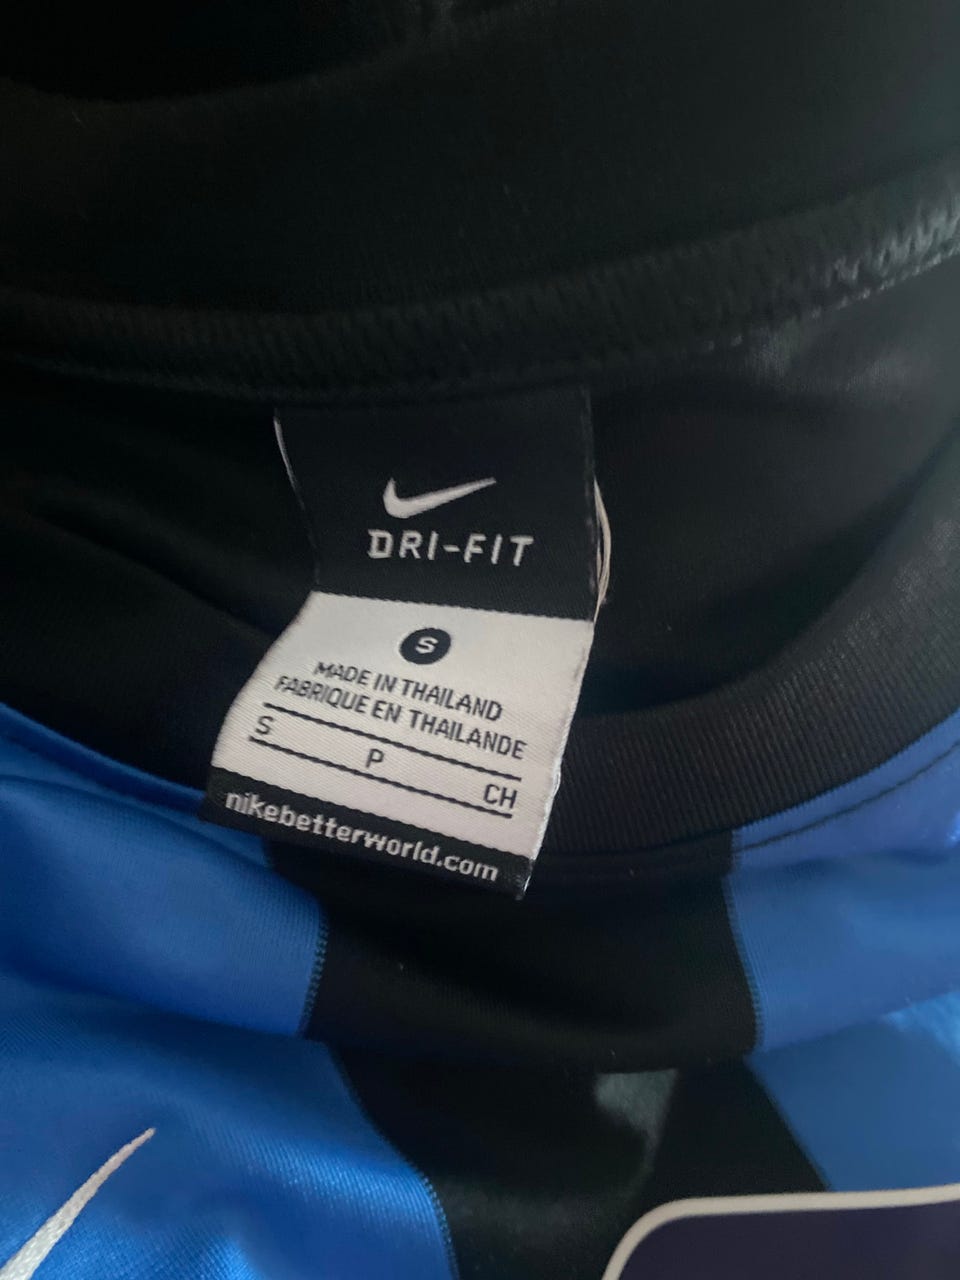 DRI-FIT
S
MADE IN THAILAND
FABRIQUE EN THAILANDE
S P CH
nikebetterworld.com